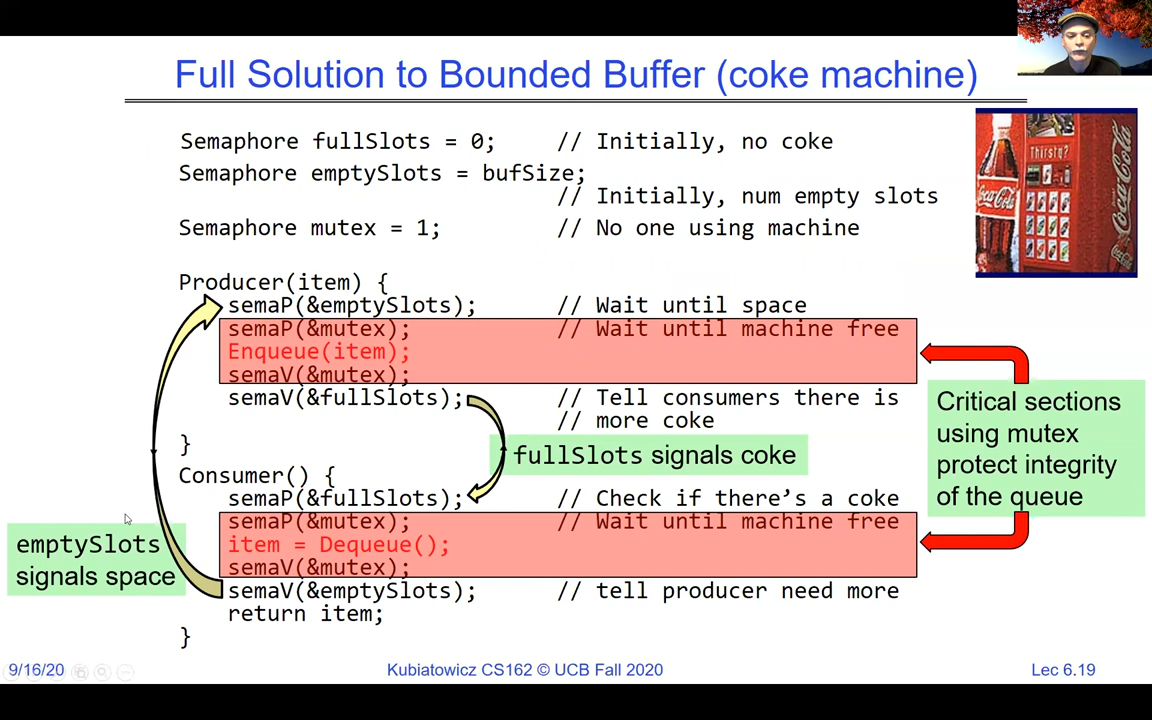 Full Solution to Bounded Buffer (coke machine)
Semaphore fullSlots = 0; // Initially, no coke
Semaphore emptySlots = bufSize;
// Initially, num empty slots
Semaphore mutex = 1; // No one using machine
Thirsty?
Coca-Cola
Coca-Cola
Producer(item) {
semaP(&emptySlots); // Wait until space
semaP(&mutex); // Wait until machine free
Enqueue(item);
semaV(&mutex);
semaV(&fullSlots); // Tell consumers there is
// more coke
}
fullSlots signals coke
Critical sections
using mutex
protect integrity
of the queue
Consumer() {
semaP(&fullSlots); // Check if there’s a coke
semaP(&mutex); // Wait until machine free
item = Dequeue();
semaV(&mutex);
semaV(&emptySlots); // tell producer need more
return item;
}
emptySlots
signals space
9/16/20
Kubiatowicz CS162 © UCB Fall 2020
Lec 6.19